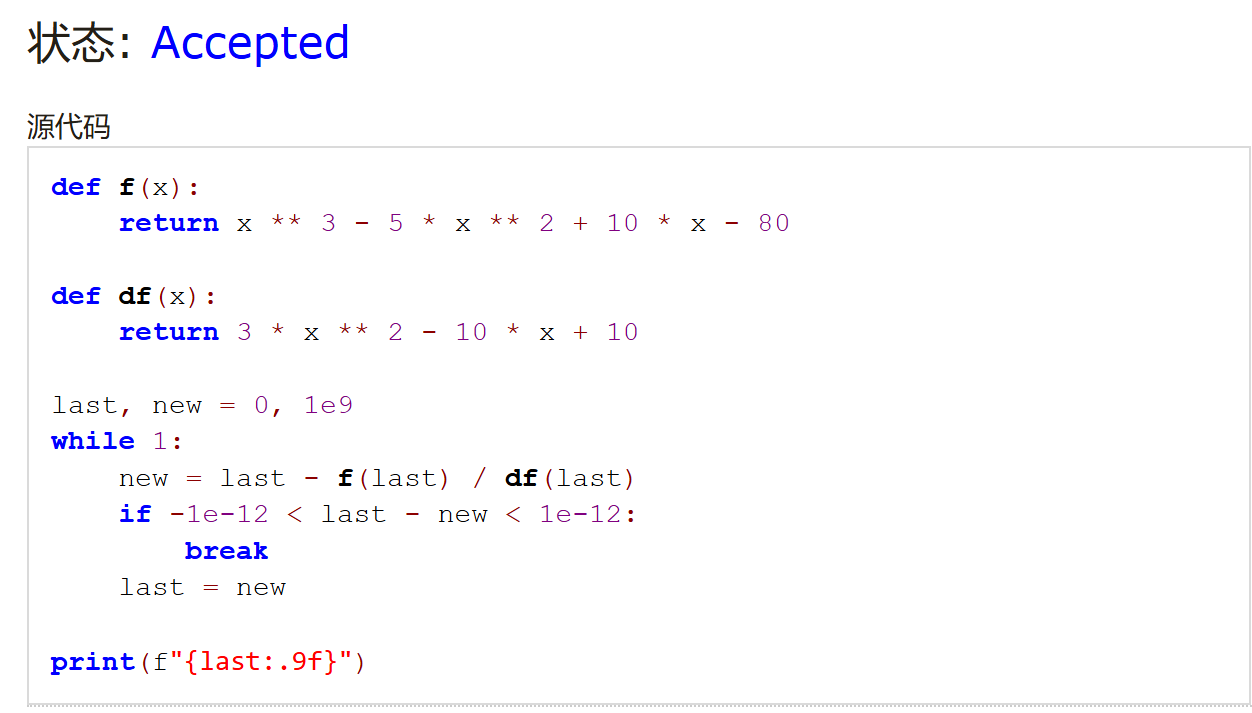 状态: Accepted
源代码
def f(x):
    return x ** 3 - 5 * x ** 2 + 10 * x - 80
def df(x):
    return 3 * x ** 2 - 10 * x + 10
last, new = 0, 1e9
while 1:
    new = last - f(last) / df(last)
    if -1e-12 < last - new < 1e-12:
        break
    last = new
print(f"{last:.9f}")